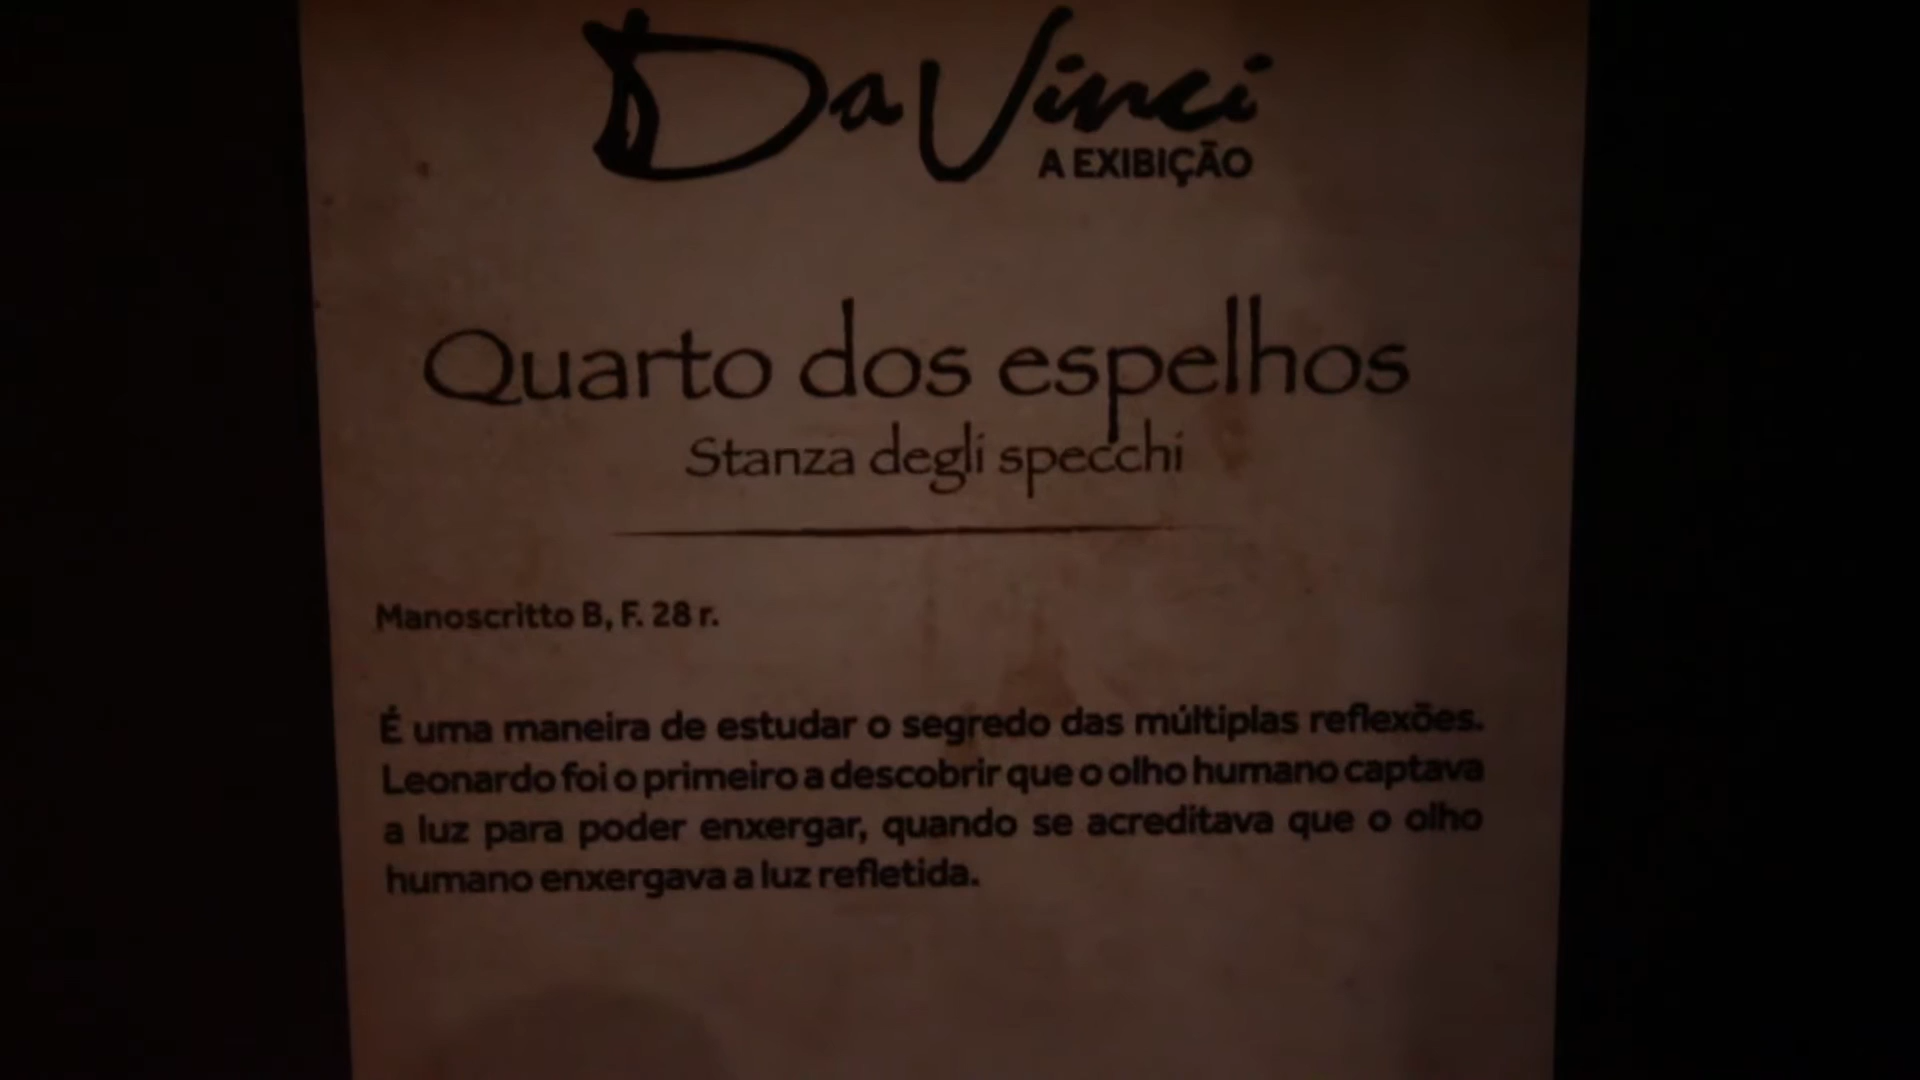 Da Vinci
A EXIBIÇÃO
Quarto dos espelhos
Stanza degli specchi
Manoscritto B, F. 28 r.
É uma maneira de estudar o segredo das múltiplas reflexões.
Leonardo foi o primeiro a descobrir que o olho humano captava
a luz para poder enxergar, quando se acreditava que o olho
humano enxergava a luz refletida.